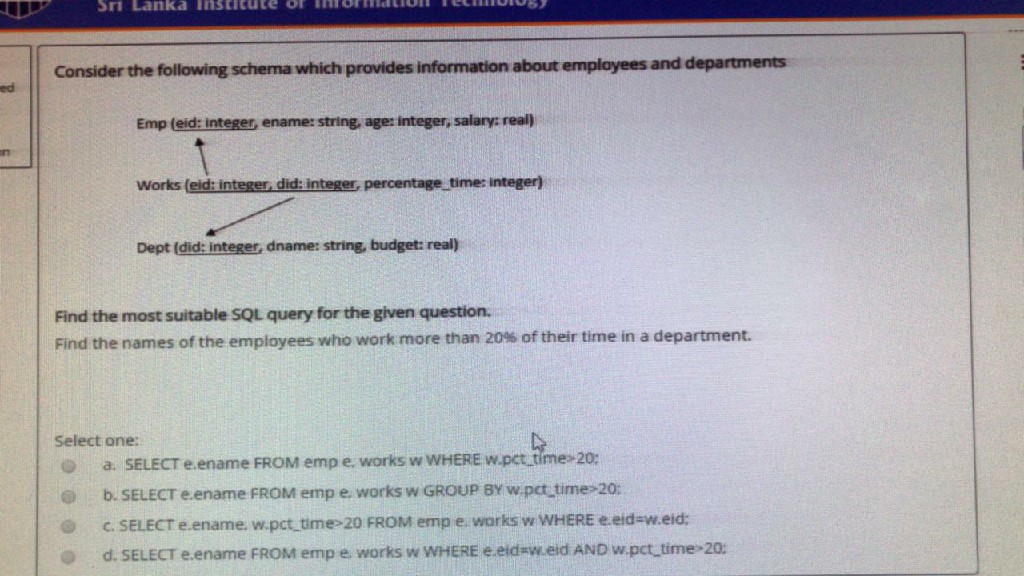 Sri Lanka Institute of Information Technology
ed
Consider the following schema which provides information about employees and departments
Emp (eid: integer, ename: string, age: integer, salary: real)
Works (eid: integer, did: integer, percentage_time: integer)
Dept (did: integer, dname: string, budget: real)
Find the most suitable SQL query for the given question.
Find the names of the employees who work more than 20% of their time in a department.
Select one:
a. SELECT e.ename FROM emp e, works w WHERE w.pct_time>20;
b. SELECT e.ename FROM emp e, works w GROUP BY w.pct_time>20;
c. SELECT e.ename, w.pct_time>20 FROM emp e, works w WHERE e.eid=w.eid;
d. SELECT e.ename FROM emp e, works w WHERE e.eid=w.eid AND w.pct_time>20;